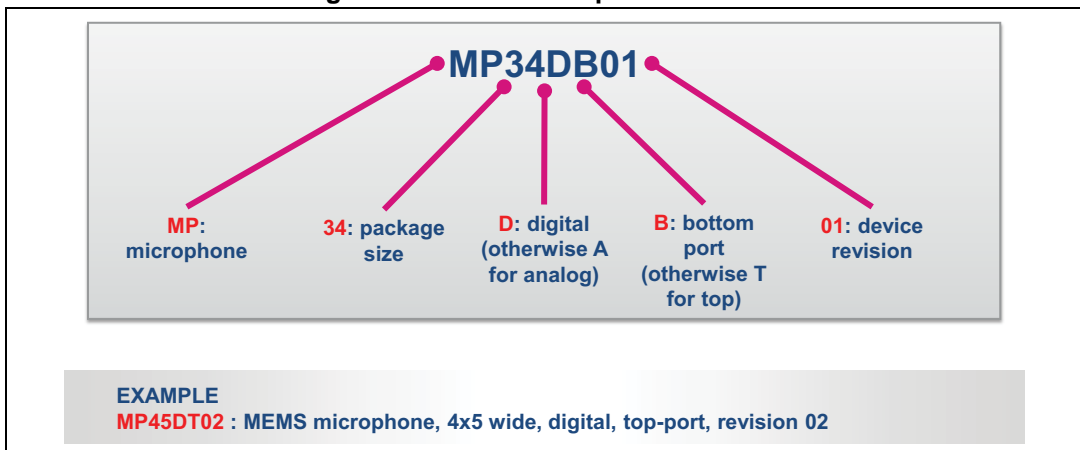 MP34DB01
MP:
microphone
34: package
size
D: digital
(otherwise A
for analog)
B: bottom
port
(otherwise T
for top)
01: device
revision
EXAMPLE
MP45DT02 : MEMS microphone, 4x5 wide, digital, top-port, revision 02